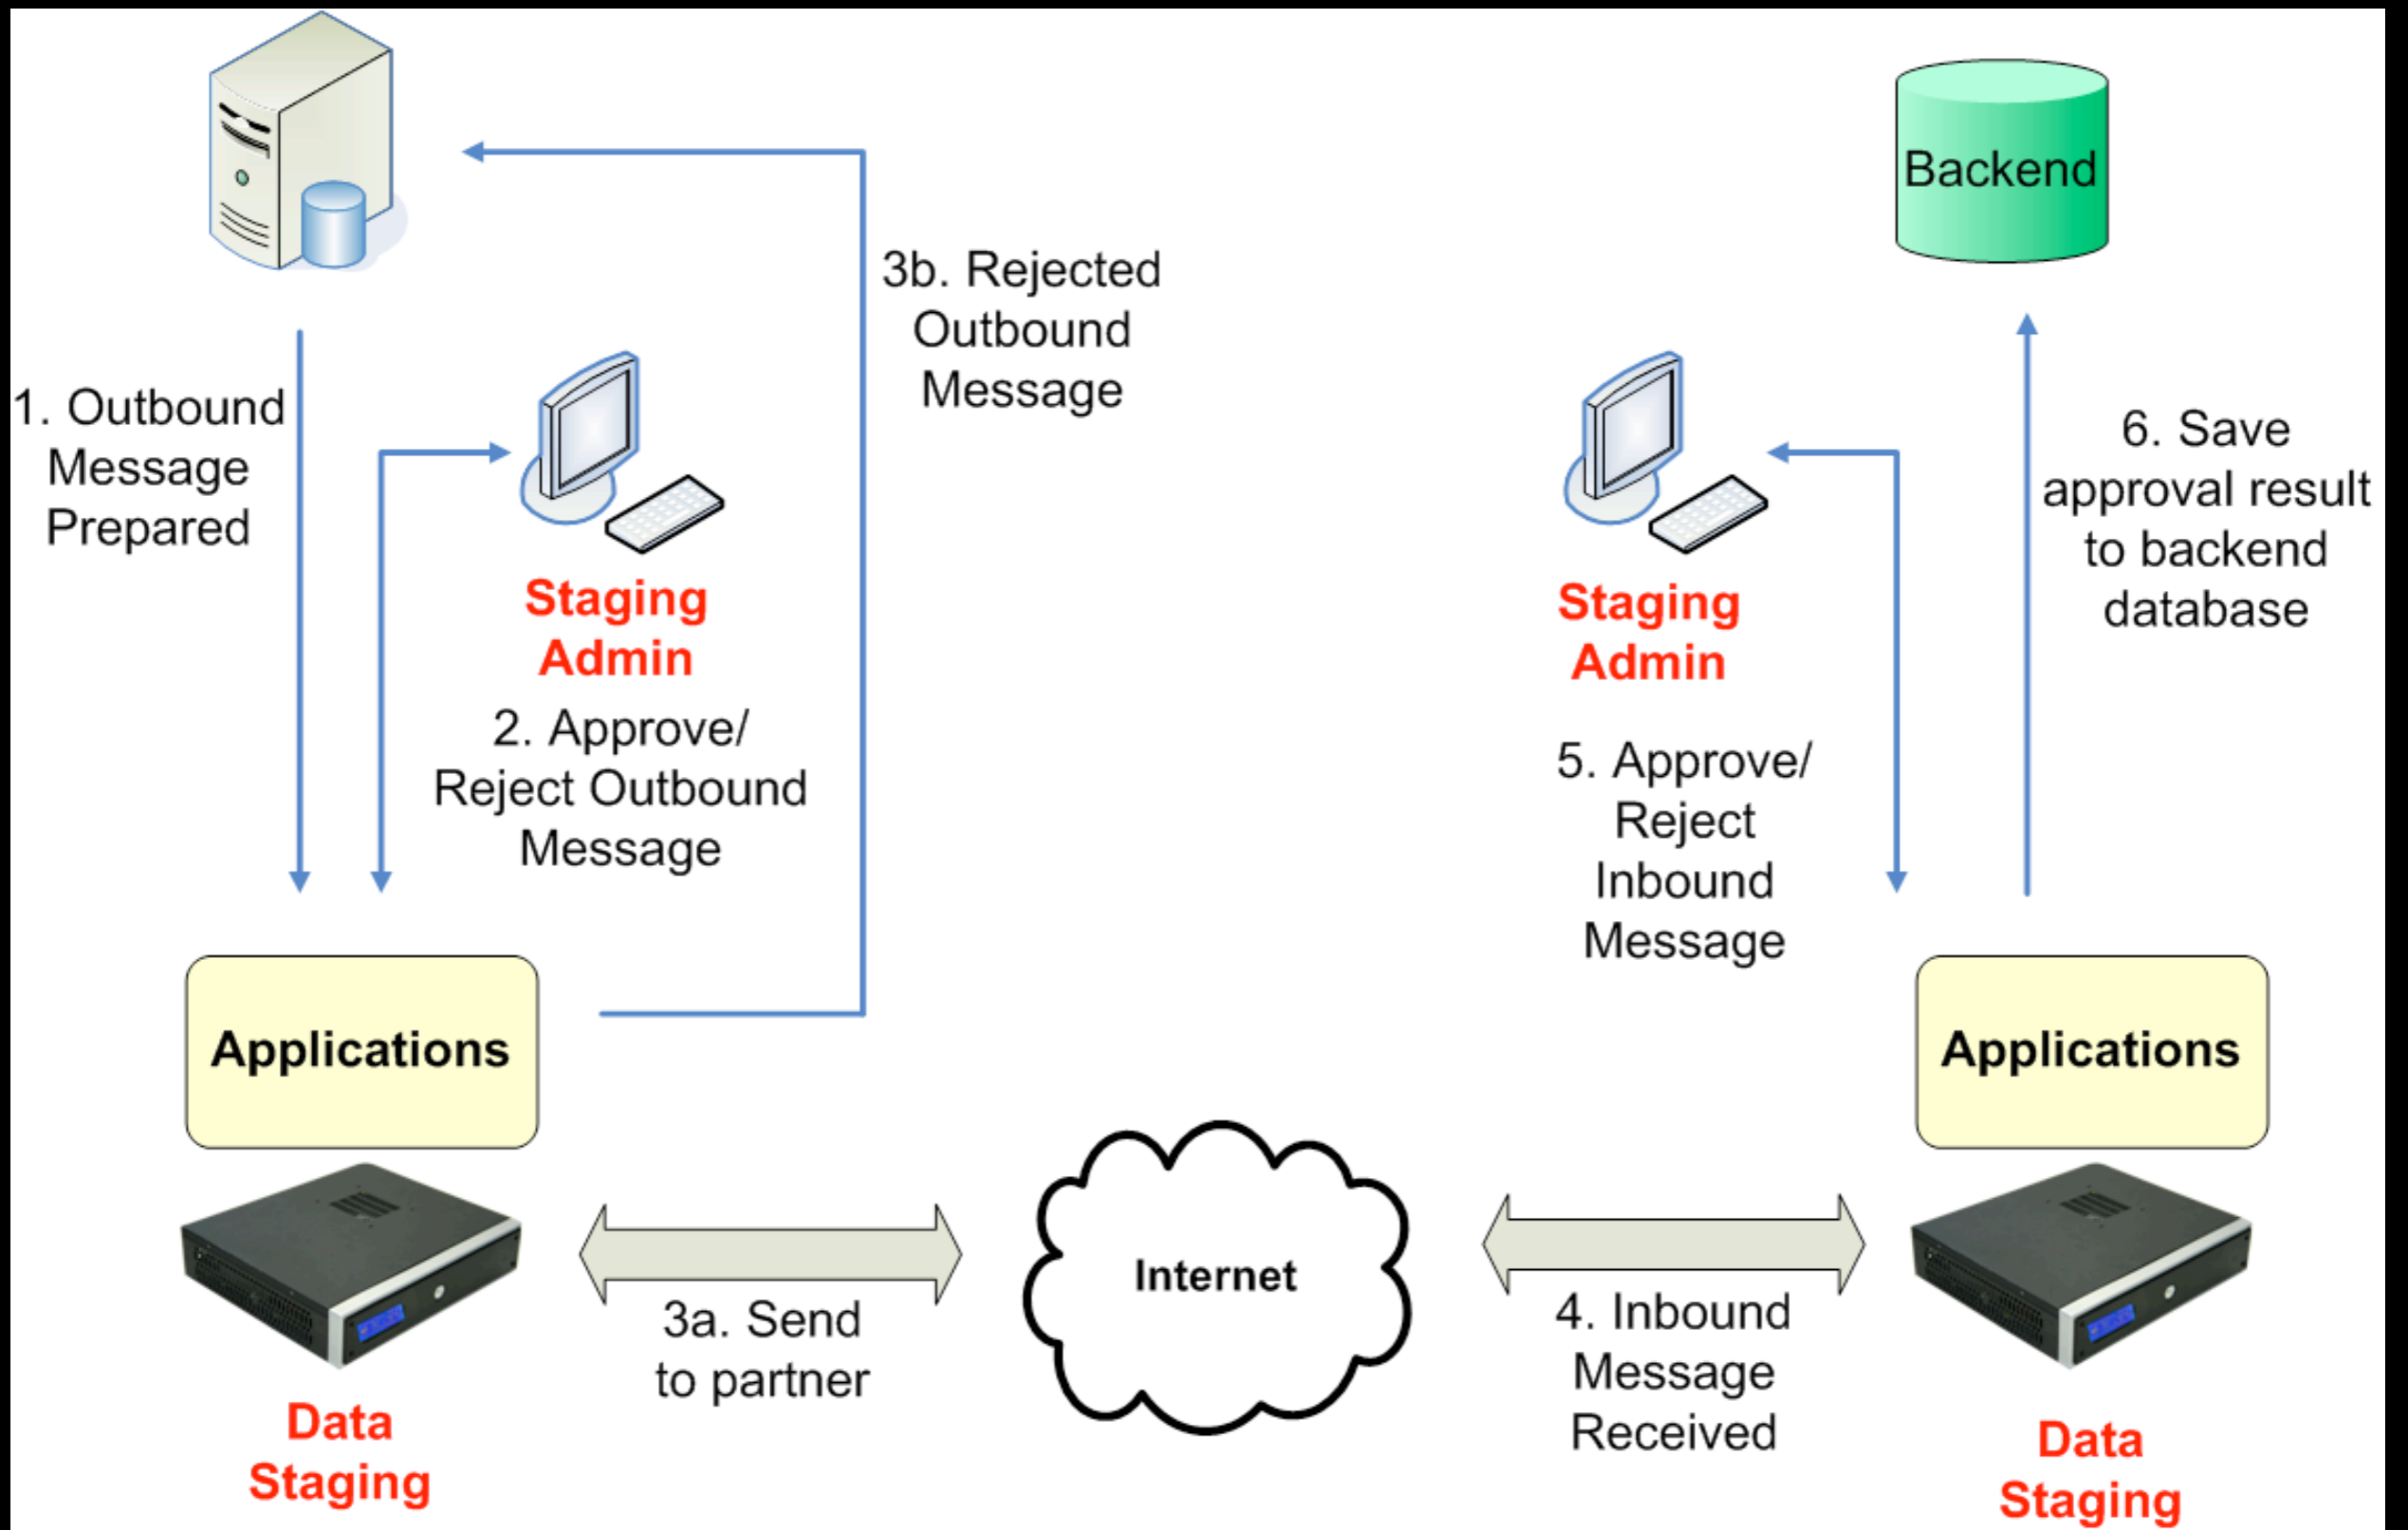 Backend
3b. Rejected
Outbound
Message
1. Outbound
Message
Prepared
6. Save
approval result
to backend
database
Staging
Admin
2. Approve/
Reject Outbound
Message
Staging
Admin
5. Approve/
Reject
Inbound
Message
Applications
Applications
Internet
3a. Send
to partner
4. Inbound
Message
Received
Data
Staging
Data
Staging